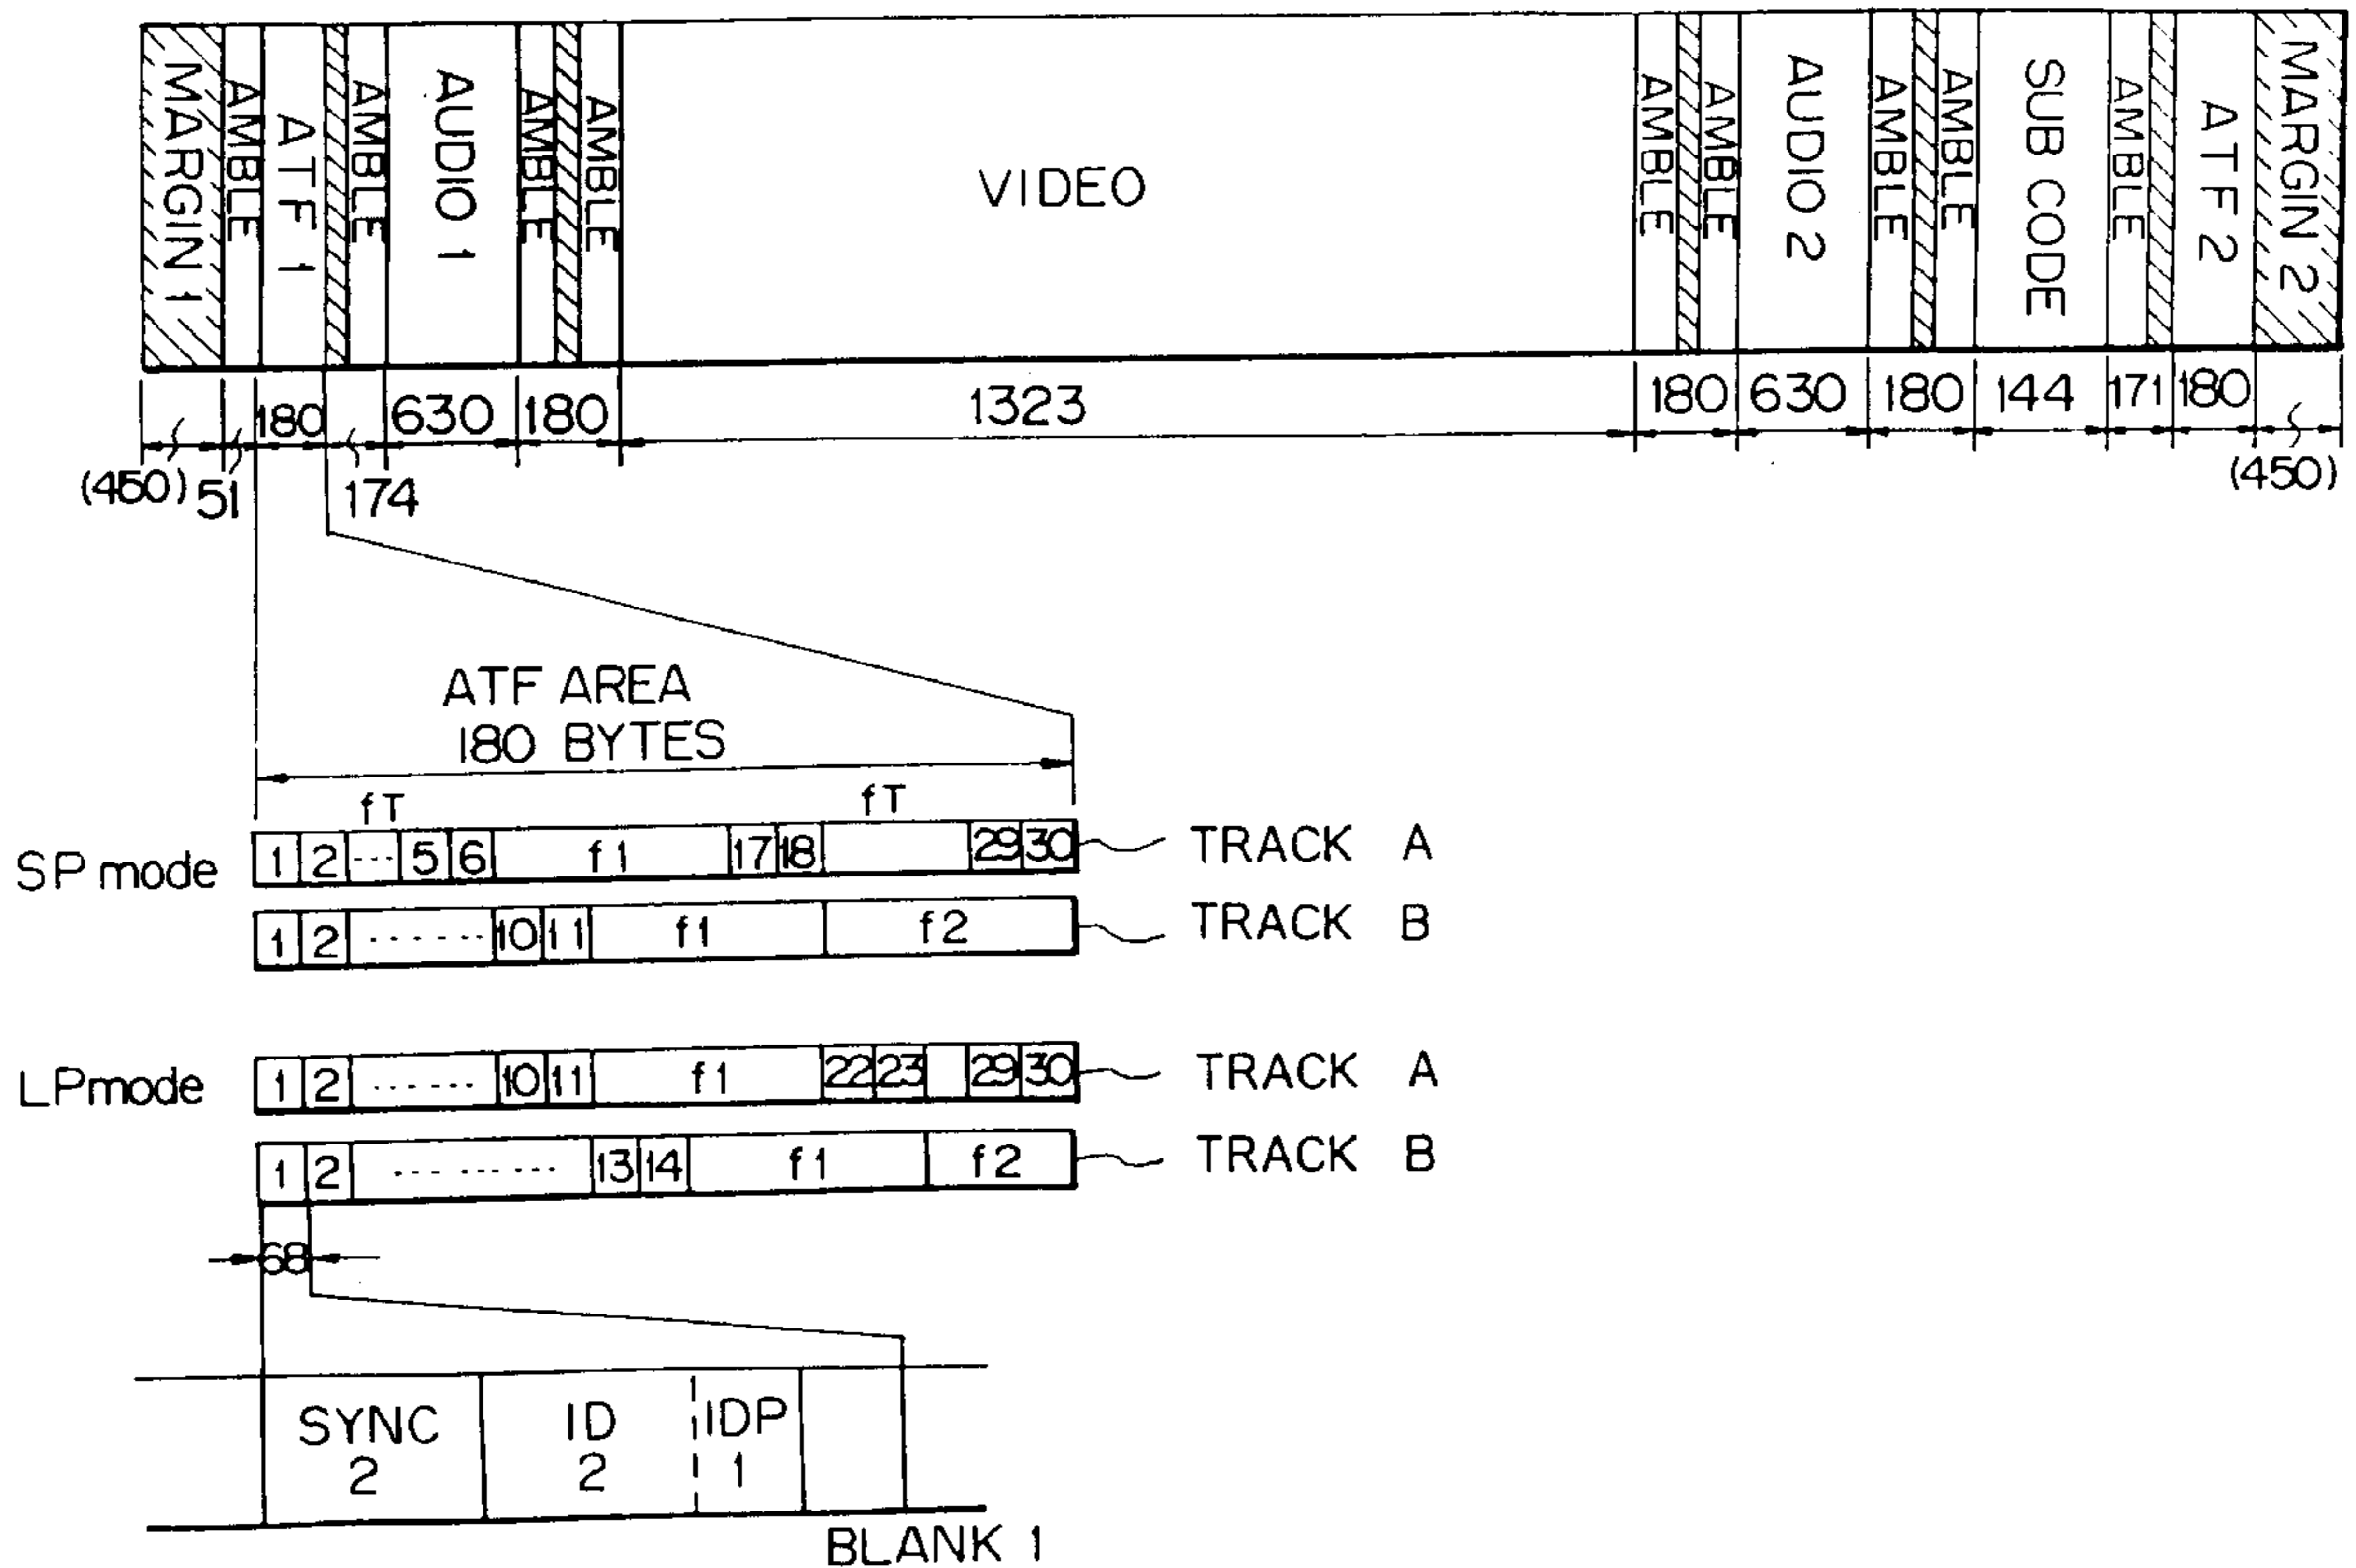 MARGIN 1
AMBLE
ATF 1
AMBLE
AUDIO 1
AMBLE
AMBLE
VIDEO
AMBLE
AMBLE
AUDIO 2
AMBLE
AMBLE
SUB CODE
AMBLE
ATF 2
MARGIN 2
180 630 180 1323 180 630 180 144 171 180
(450) 51 174 (450)
ATF AREA
180 BYTES
fT fT
SP mode 1 2 --- 5 6 f1 17 18 29 30 TRACK A
1 2 ------ 10 11 f1 f2 TRACK B
LPmode 1 2 ------ 10 11 f1 22 23 29 30 TRACK A
1 2 --------- 13 14 f1 f2 TRACK B
68
SYNC ID IDP
2 2 1
BLANK 1